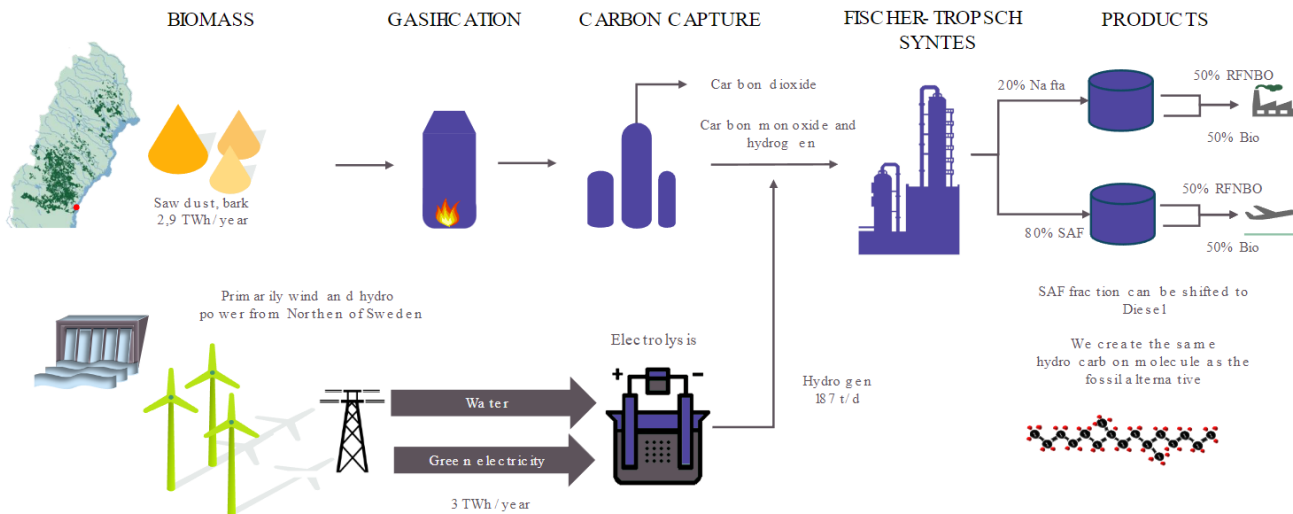 BIOMASS
GASIFICATION
CARBON CAPTURE
FISCHER-TROPSCH
SYNTES
PRODUCTS
Carbon dioxide
Carbon monoxide and
hydrogen
20% Nafta
50% RFNBO
50% Bio
Saw dust, bark
2,9 TWh/year
80% SAF
50% RFNBO
50% Bio
Primarily wind and hydro
power from Northen of Sweden
Electrolysis
+
−
Water
Green electricity
3 TWh/year
Hydrogen
187 t/d
SAF fraction can be shifted to
Diesel
We create the same
hydro carbon molecule as the
fossil alternative